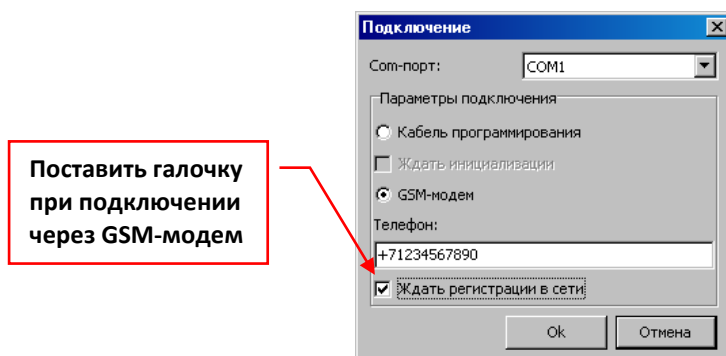 Подключение
Com-порт:
COM1
Параметры подключения
Кабель программирования
Ждать инициализации
GSM-модем
Телефон:
+71234567890
Ждать регистрации в сети
Ok
Отмена
Поставить галочку
при подключении
через GSM-модем